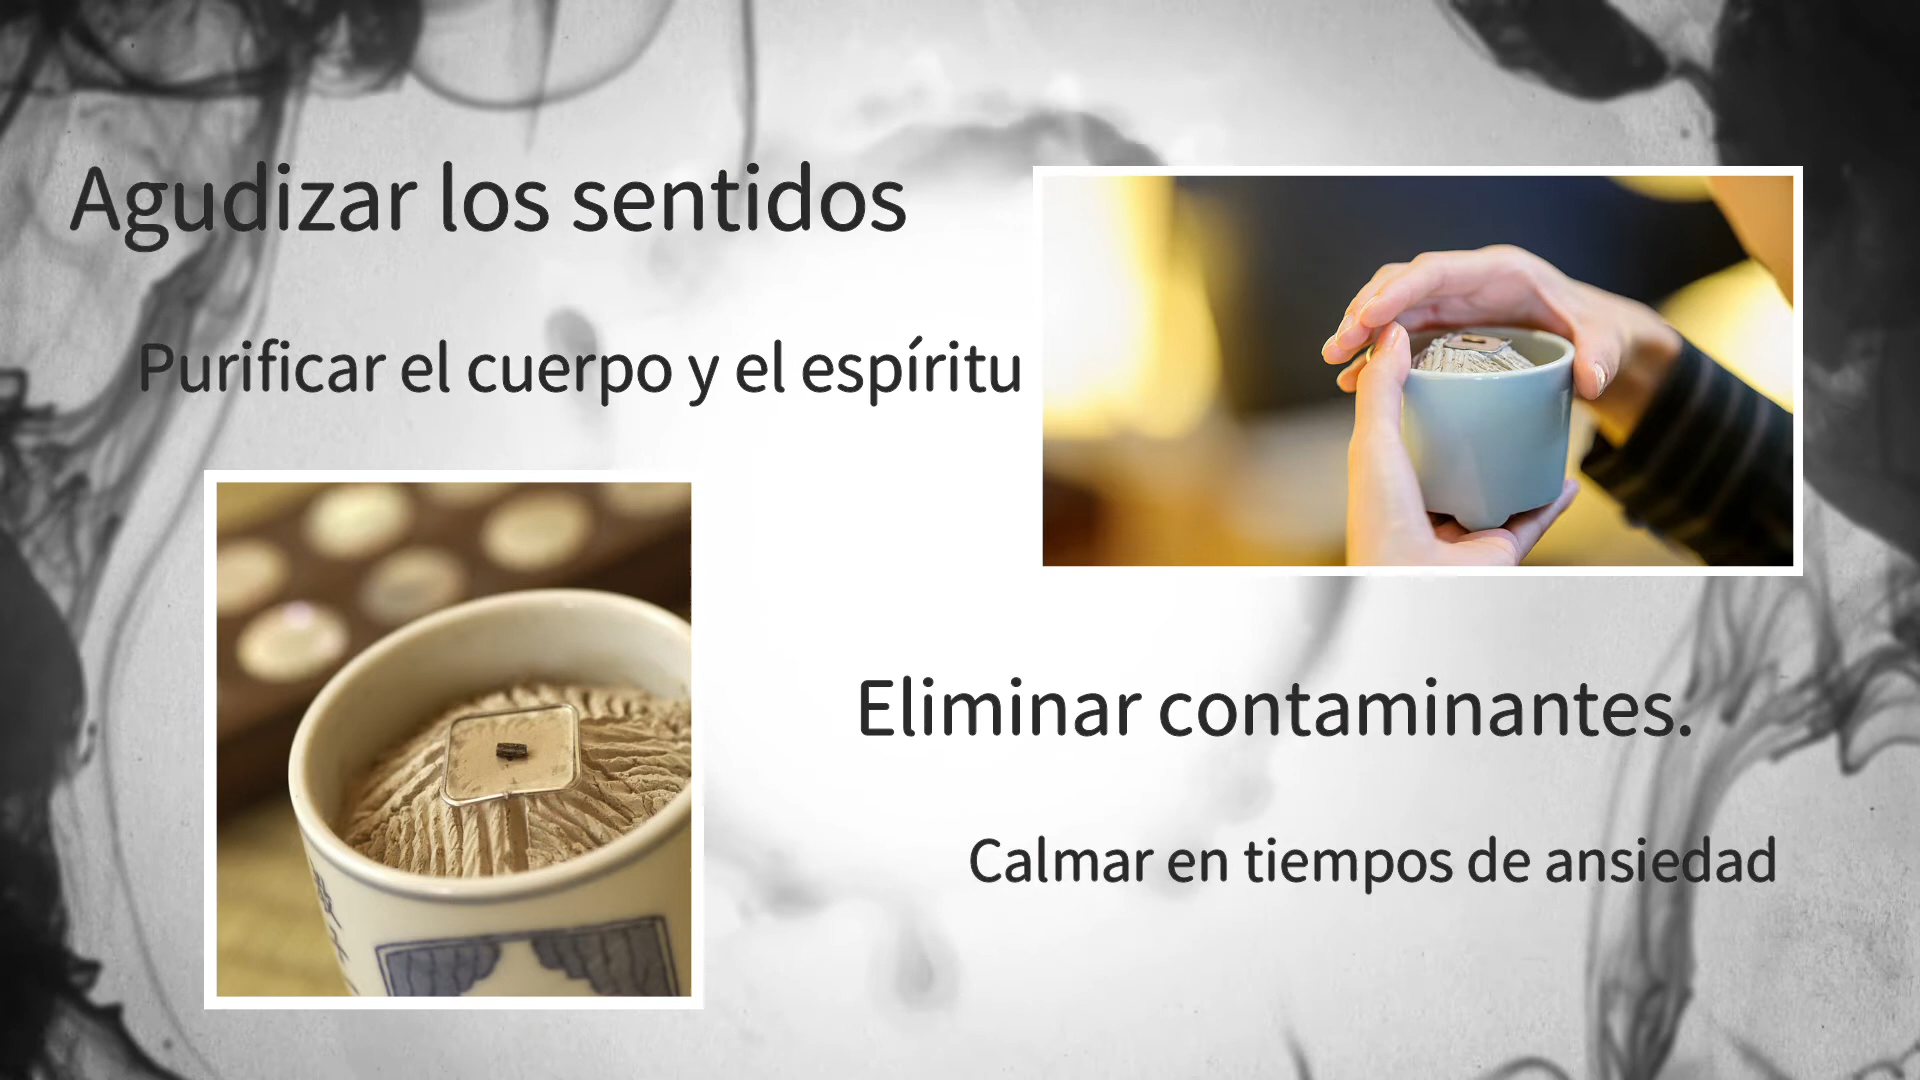 Agudizar los sentidos
Purificar el cuerpo y el espíritu
Eliminar contaminantes.
Calmar en tiempos de ansiedad